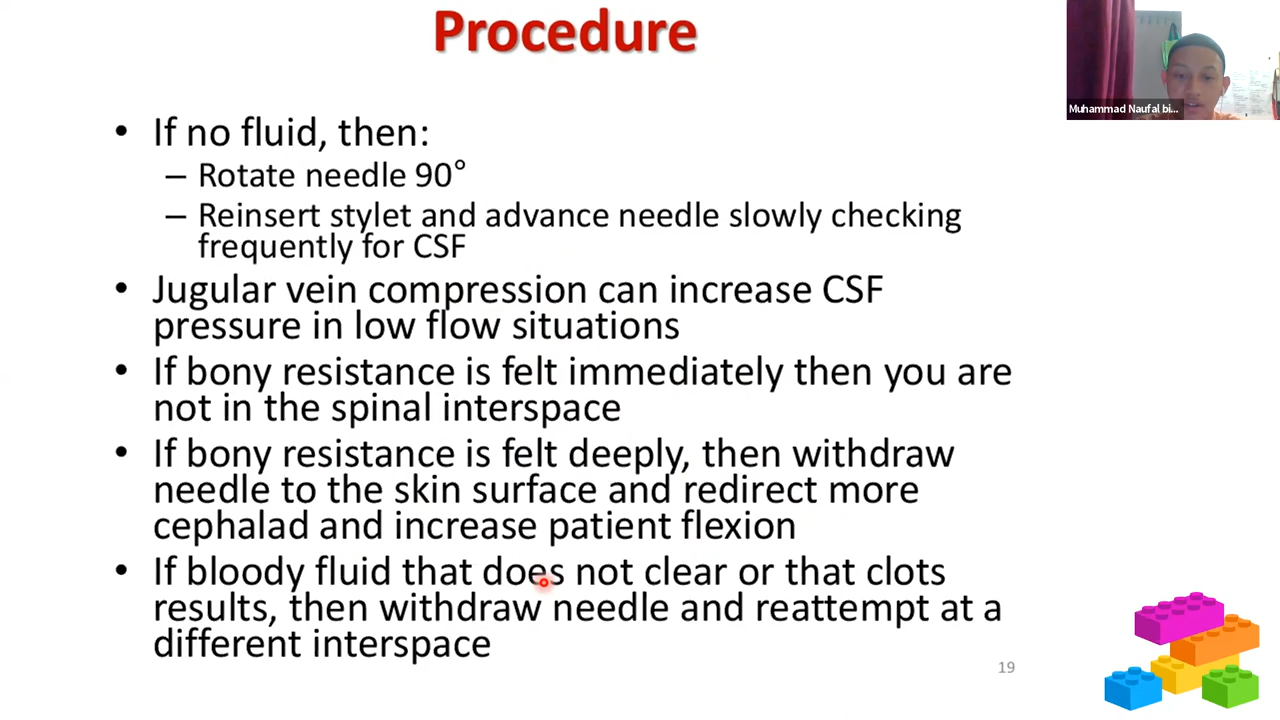 Procedure
Muhammad Naufal bi...
• If no fluid, then:
– Rotate needle 90°
– Reinsert stylet and advance needle slowly checking
frequently for CSF
• Jugular vein compression can increase CSF
pressure in low flow situations
• If bony resistance is felt immediately then you are
not in the spinal interspace
• If bony resistance is felt deeply, then withdraw
needle to the skin surface and redirect more
cephalad and increase patient flexion
• If bloody fluid that does not clear or that clots
results, then withdraw needle and reattempt at a
different interspace
19